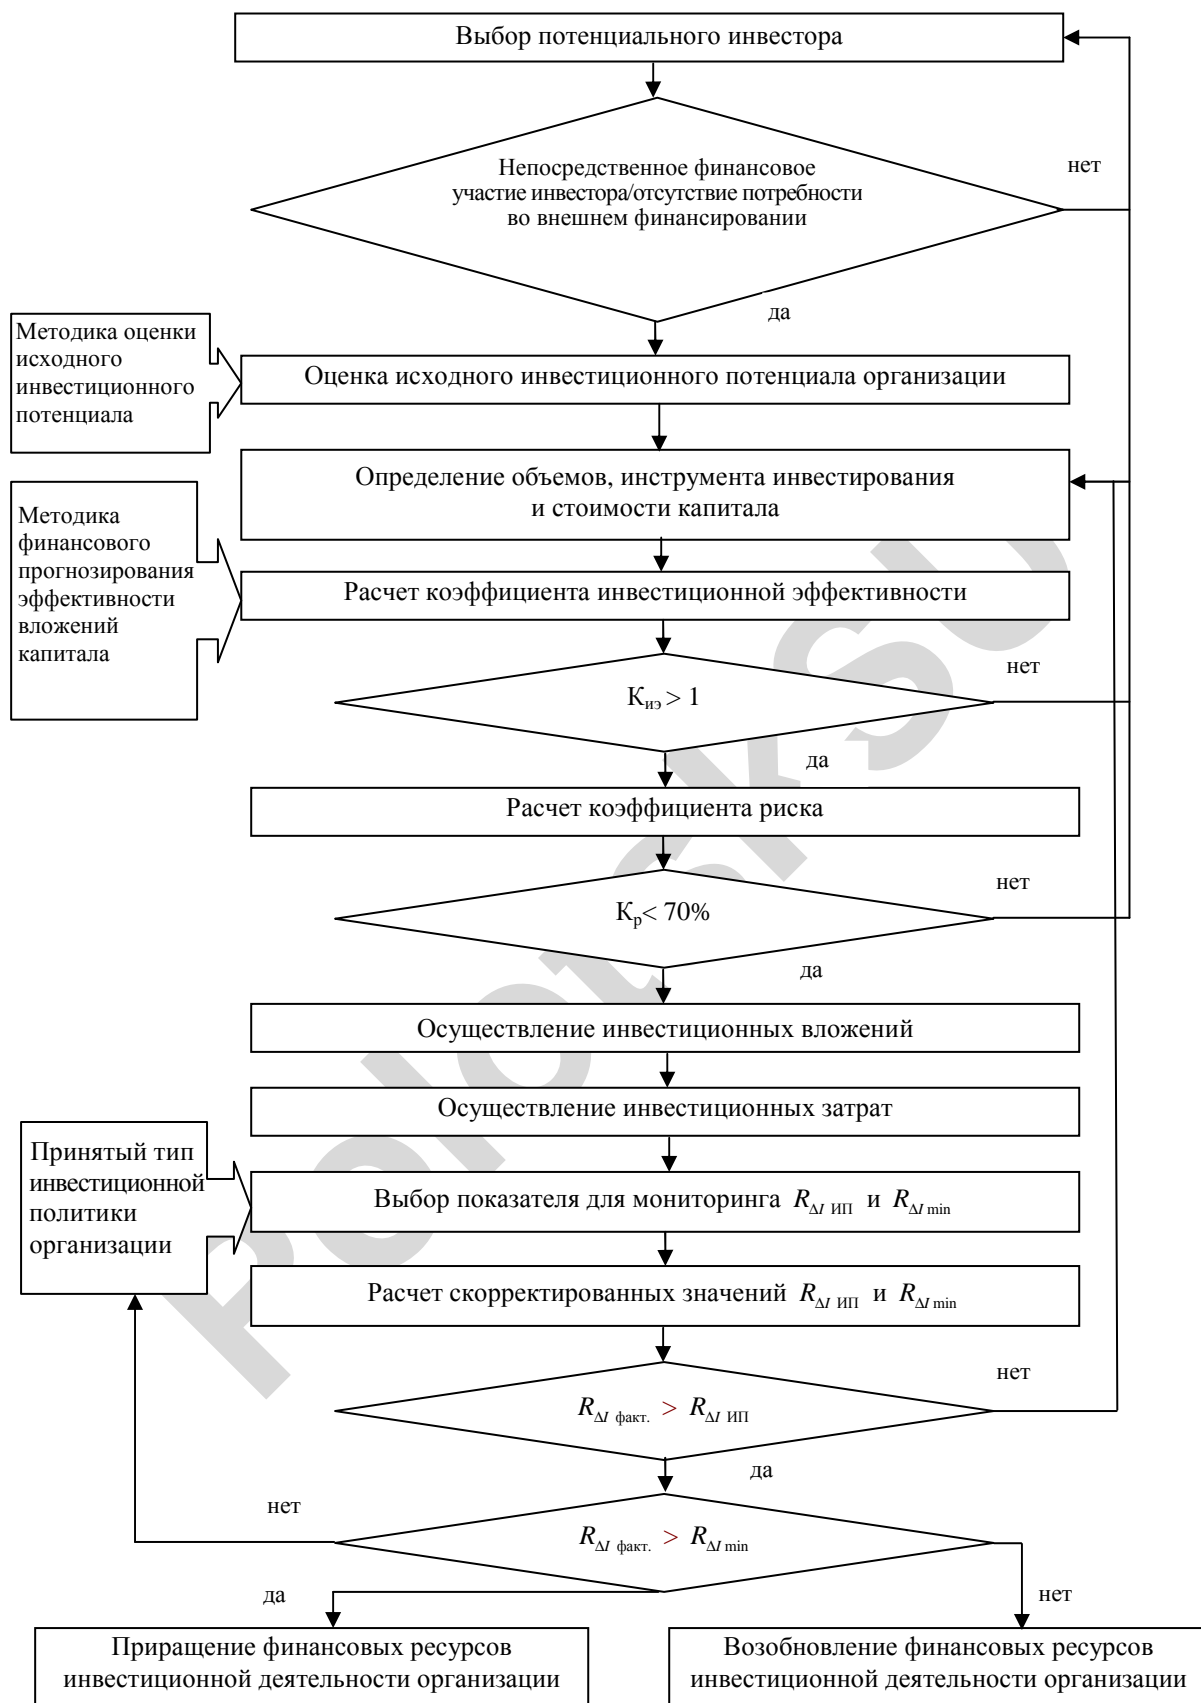 Выбор потенциального инвестора
Непосредственное финансовое
участие инвестора/отсутствие потребности
во внешнем финансировании
нет
да
Методика оценки
исходного
инвестиционного
потенциала
Оценка исходного инвестиционного потенциала организации
Определение объемов, инструмента инвестирования
и стоимости капитала
Методика
финансового
прогнозирования
эффективности
вложений
капитала
Расчет коэффициента инвестиционной эффективности
нет
Kиэ > 1
да
Расчет коэффициента риска
нет
Kр< 70%
да
Осуществление инвестиционных вложений
Осуществление инвестиционных затрат
Принятый тип
инвестиционной
политики
организации
Выбор показателя для мониторинга RΔI ИП и RΔI min
Расчет скорректированных значений RΔI ИП и RΔI min
нет
RΔI факт. > RΔI ИП
да
нет
RΔI факт. > RΔI min
да
нет
Приращение финансовых ресурсов
инвестиционной деятельности организации
Возобновление финансовых ресурсов
инвестиционной деятельности организации
PolotskSU